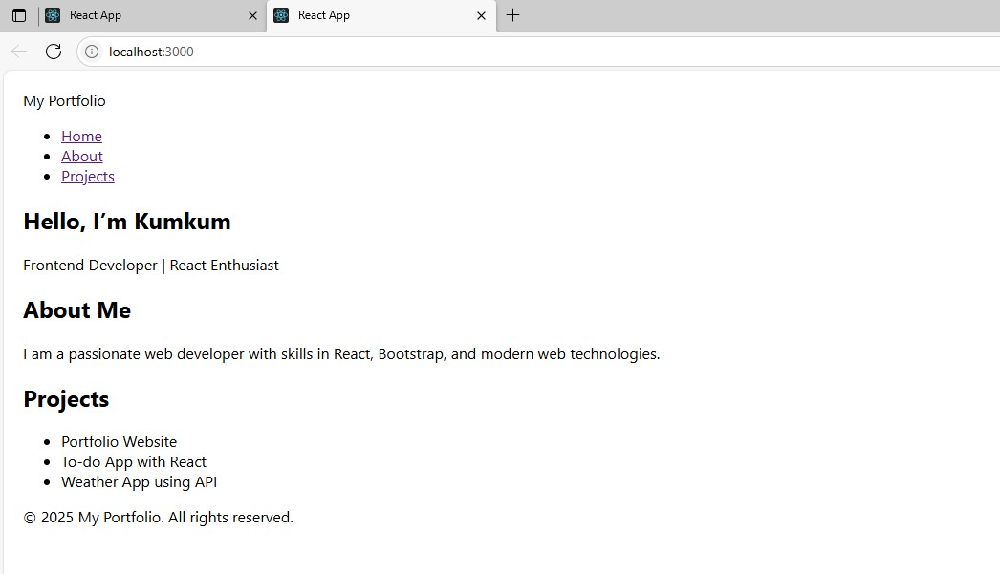 React App
React App
localhost:3000
My Portfolio
Home
About
Projects
Hello, I’m Kumkum
Frontend Developer | React Enthusiast
About Me
I am a passionate web developer with skills in React, Bootstrap, and modern web technologies.
Projects
Portfolio Website
To-do App with React
Weather App using API
© 2025 My Portfolio. All rights reserved.